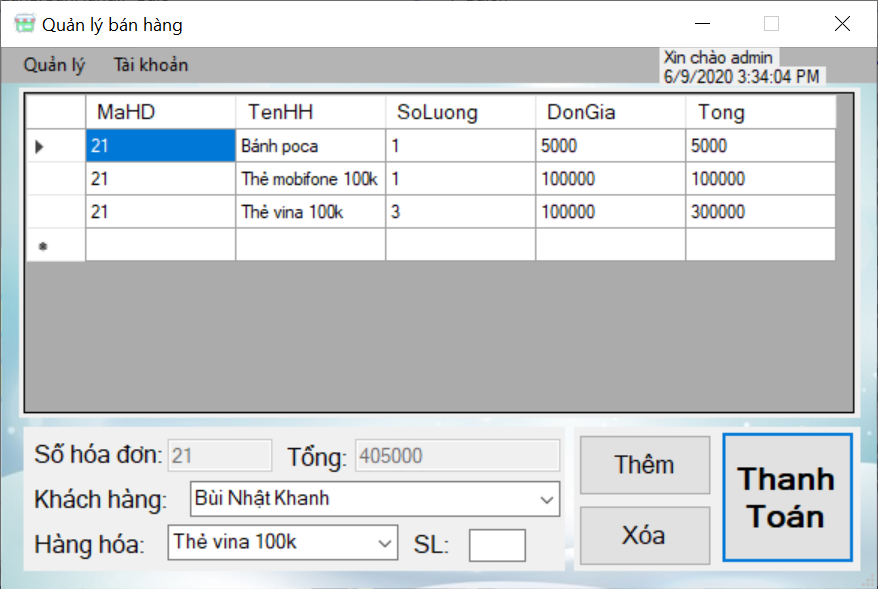 Quản lý bán hàng
Quản lý Tài khoản
Xin chào admin
6/9/2020 3:34:04 PM
MaHD TenHH SoLuong DonGia Tong
21 Bánh poca 1 5000 5000
21 Thẻ mobifone 100k 1 100000 100000
21 Thẻ vina 100k 3 100000 300000
Số hóa đơn: 21 Tổng: 405000
Khách hàng: Bùi Nhật Khanh
Hàng hóa: Thẻ vina 100k SL:
Thêm
Xóa
Thanh
Toán